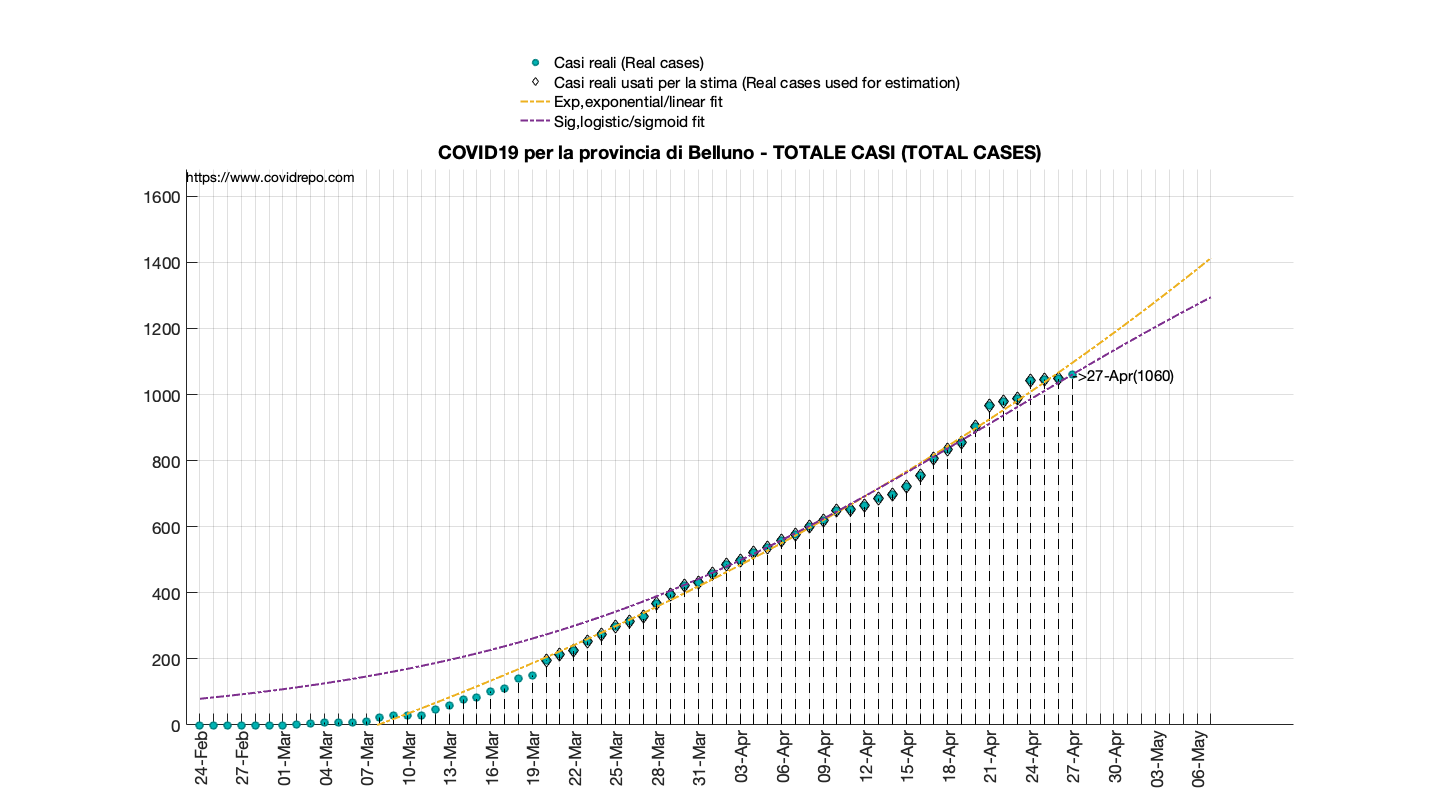 Casi reali (Real cases)
Casi reali usati per la stima (Real cases used for estimation)
Exp,exponential/linear fit
Sig,logistic/sigmoid fit
COVID19 per la provincia di Belluno - TOTALE CASI (TOTAL CASES)
https://www.covidrepo.com
1600
1400
1200
1000
800
600
400
200
0
->27-Apr(1060)
24-Feb
27-Feb
01-Mar
04-Mar
07-Mar
10-Mar
13-Mar
16-Mar
19-Mar
22-Mar
25-Mar
28-Mar
31-Mar
03-Apr
06-Apr
09-Apr
12-Apr
15-Apr
18-Apr
21-Apr
24-Apr
27-Apr
30-Apr
03-May
06-May